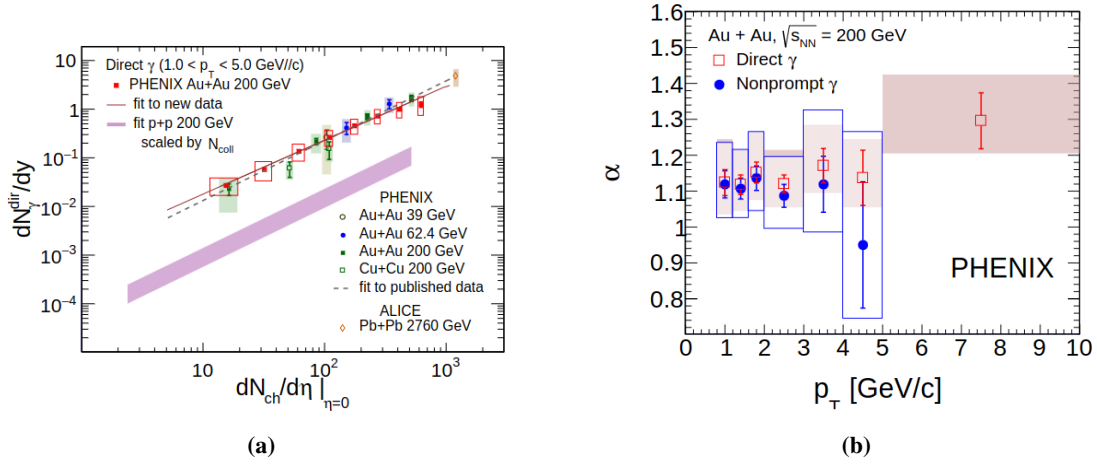 dN_γ^dir/dy
10
1
10^−1
10^−2
10^−3
10^−4
Direct γ (1.0 < p_T < 5.0 GeV//c)
PHENIX Au+Au 200 GeV
fit to new data
fit p+p 200 GeV
scaled by N_coll
PHENIX
Au+Au 39 GeV
Au+Au 62.4 GeV
Au+Au 200 GeV
Cu+Cu 200 GeV
fit to published data
ALICE
Pb+Pb 2760 GeV
10 10^2 10^3
dN_ch/dη |_η=0
(a)
α
1.6
1.5
1.4
1.3
1.2
1.1
1
0.9
0.8
Au + Au, √s_NN = 200 GeV
Direct γ
Nonprompt γ
PHENIX
0 1 2 3 4 5 6 7 8 9 10
p_T [GeV/c]
(b)